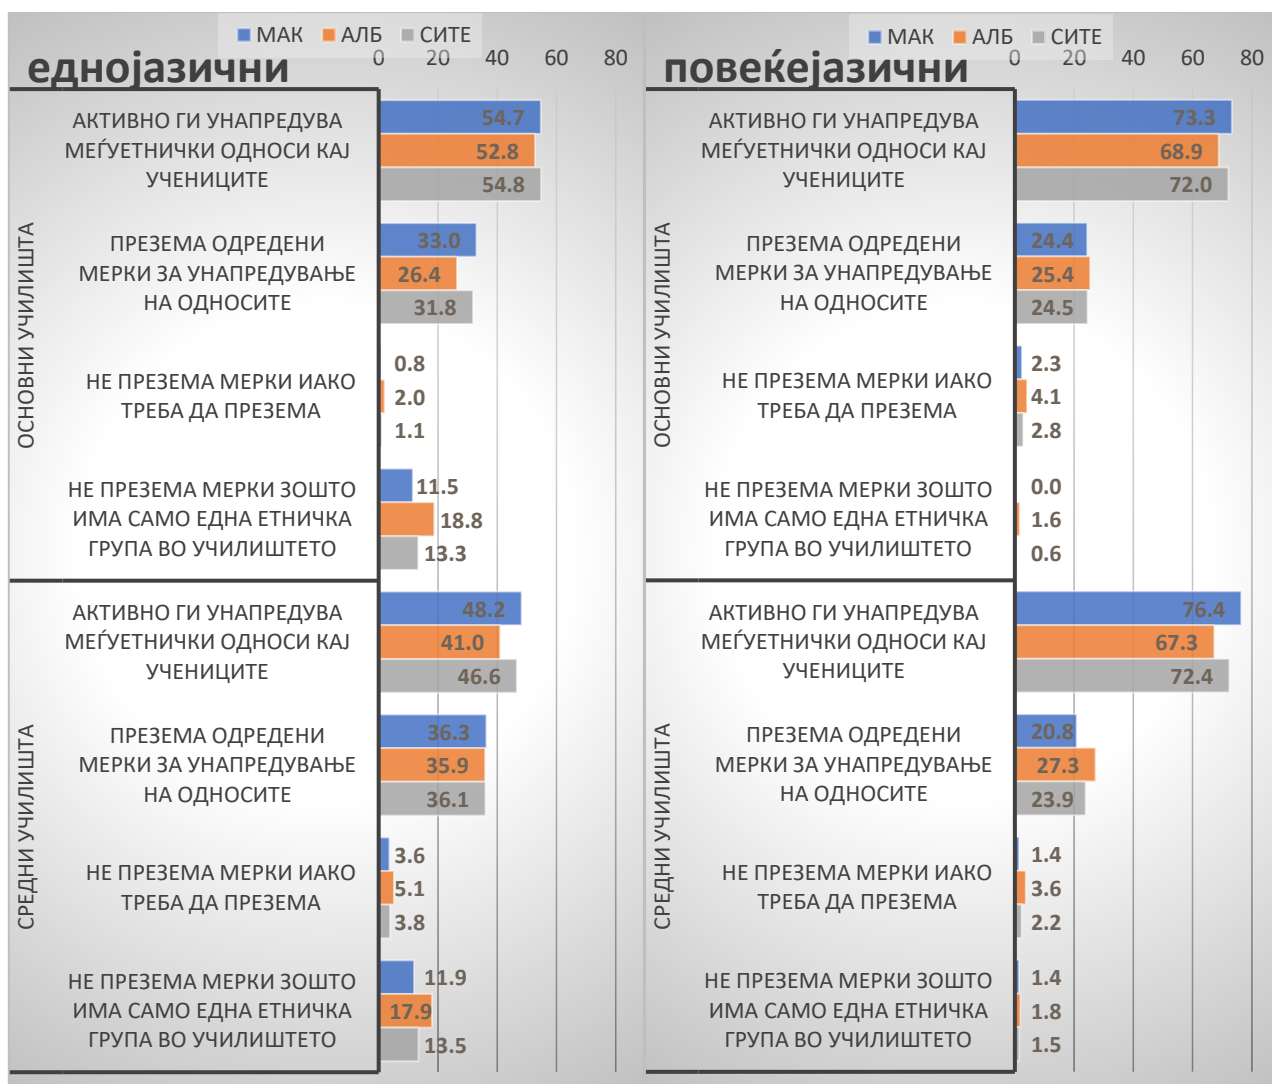 МАК АЛБ СИТЕ
еднојазични
0 20 40 60 80
ОСНОВНИ УЧИЛИШТА
АКТИВНО ГИ УНАПРЕДУВА
МЕЃУЕТНИЧКИ ОДНОСИ КАЈ
УЧЕНИЦИТЕ
54.7
52.8
54.8
ПРЕЗЕМА ОДРЕДЕНИ
МЕРКИ ЗА УНАПРЕДУВАЊЕ
НА ОДНОСИТЕ
33.0
26.4
31.8
НЕ ПРЕЗЕМА МЕРКИ ИАКО
ТРЕБА ДА ПРЕЗЕМА
0.8
2.0
1.1
НЕ ПРЕЗЕМА МЕРКИ ЗОШТО
ИМА САМО ЕДНА ЕТНИЧКА
ГРУПА ВО УЧИЛИШТЕТО
11.5
18.8
13.3
СРЕДНИ УЧИЛИШТА
АКТИВНО ГИ УНАПРЕДУВА
МЕЃУЕТНИЧКИ ОДНОСИ КАЈ
УЧЕНИЦИТЕ
48.2
41.0
46.6
ПРЕЗЕМА ОДРЕДЕНИ
МЕРКИ ЗА УНАПРЕДУВАЊЕ
НА ОДНОСИТЕ
36.3
35.9
36.1
НЕ ПРЕЗЕМА МЕРКИ ИАКО
ТРЕБА ДА ПРЕЗЕМА
3.6
5.1
3.8
НЕ ПРЕЗЕМА МЕРКИ ЗОШТО
ИМА САМО ЕДНА ЕТНИЧКА
ГРУПА ВО УЧИЛИШТЕТО
11.9
17.9
13.5
МАК АЛБ СИТЕ
повеќејазични
0 20 40 60 80
ОСНОВНИ УЧИЛИШТА
АКТИВНО ГИ УНАПРЕДУВА
МЕЃУЕТНИЧКИ ОДНОСИ КАЈ
УЧЕНИЦИТЕ
73.3
68.9
72.0
ПРЕЗЕМА ОДРЕДЕНИ
МЕРКИ ЗА УНАПРЕДУВАЊЕ
НА ОДНОСИТЕ
24.4
25.4
24.5
НЕ ПРЕЗЕМА МЕРКИ ИАКО
ТРЕБА ДА ПРЕЗЕМА
2.3
4.1
2.8
НЕ ПРЕЗЕМА МЕРКИ ЗОШТО
ИМА САМО ЕДНА ЕТНИЧКА
ГРУПА ВО УЧИЛИШТЕТО
0.0
1.6
0.6
СРЕДНИ УЧИЛИШТА
АКТИВНО ГИ УНАПРЕДУВА
МЕЃУЕТНИЧКИ ОДНОСИ КАЈ
УЧЕНИЦИТЕ
76.4
67.3
72.4
ПРЕЗЕМА ОДРЕДЕНИ
МЕРКИ ЗА УНАПРЕДУВАЊЕ
НА ОДНОСИТЕ
20.8
27.3
23.9
НЕ ПРЕЗЕМА МЕРКИ ИАКО
ТРЕБА ДА ПРЕЗЕМА
1.4
3.6
2.2
НЕ ПРЕЗЕМА МЕРКИ ЗОШТО
ИМА САМО ЕДНА ЕТНИЧКА
ГРУПА ВО УЧИЛИШТЕТО
1.4
1.8
1.5